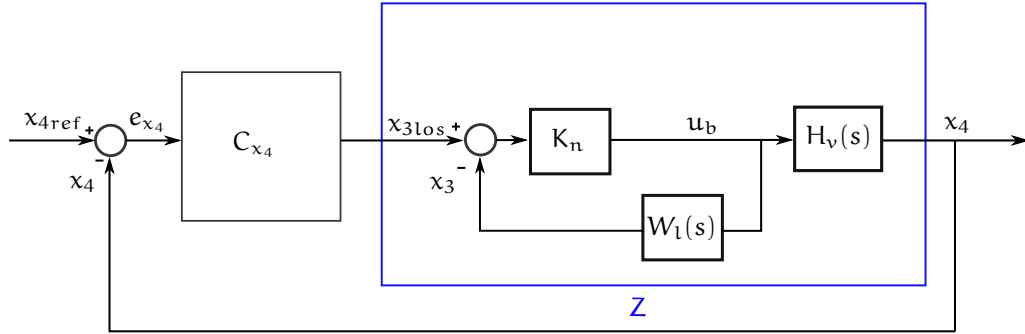 x4ref
+
-
x4
ex4
Cx4
x3los
+
-
x3
Kn
ub
Wl(s)
Hv(s)
x4
Z